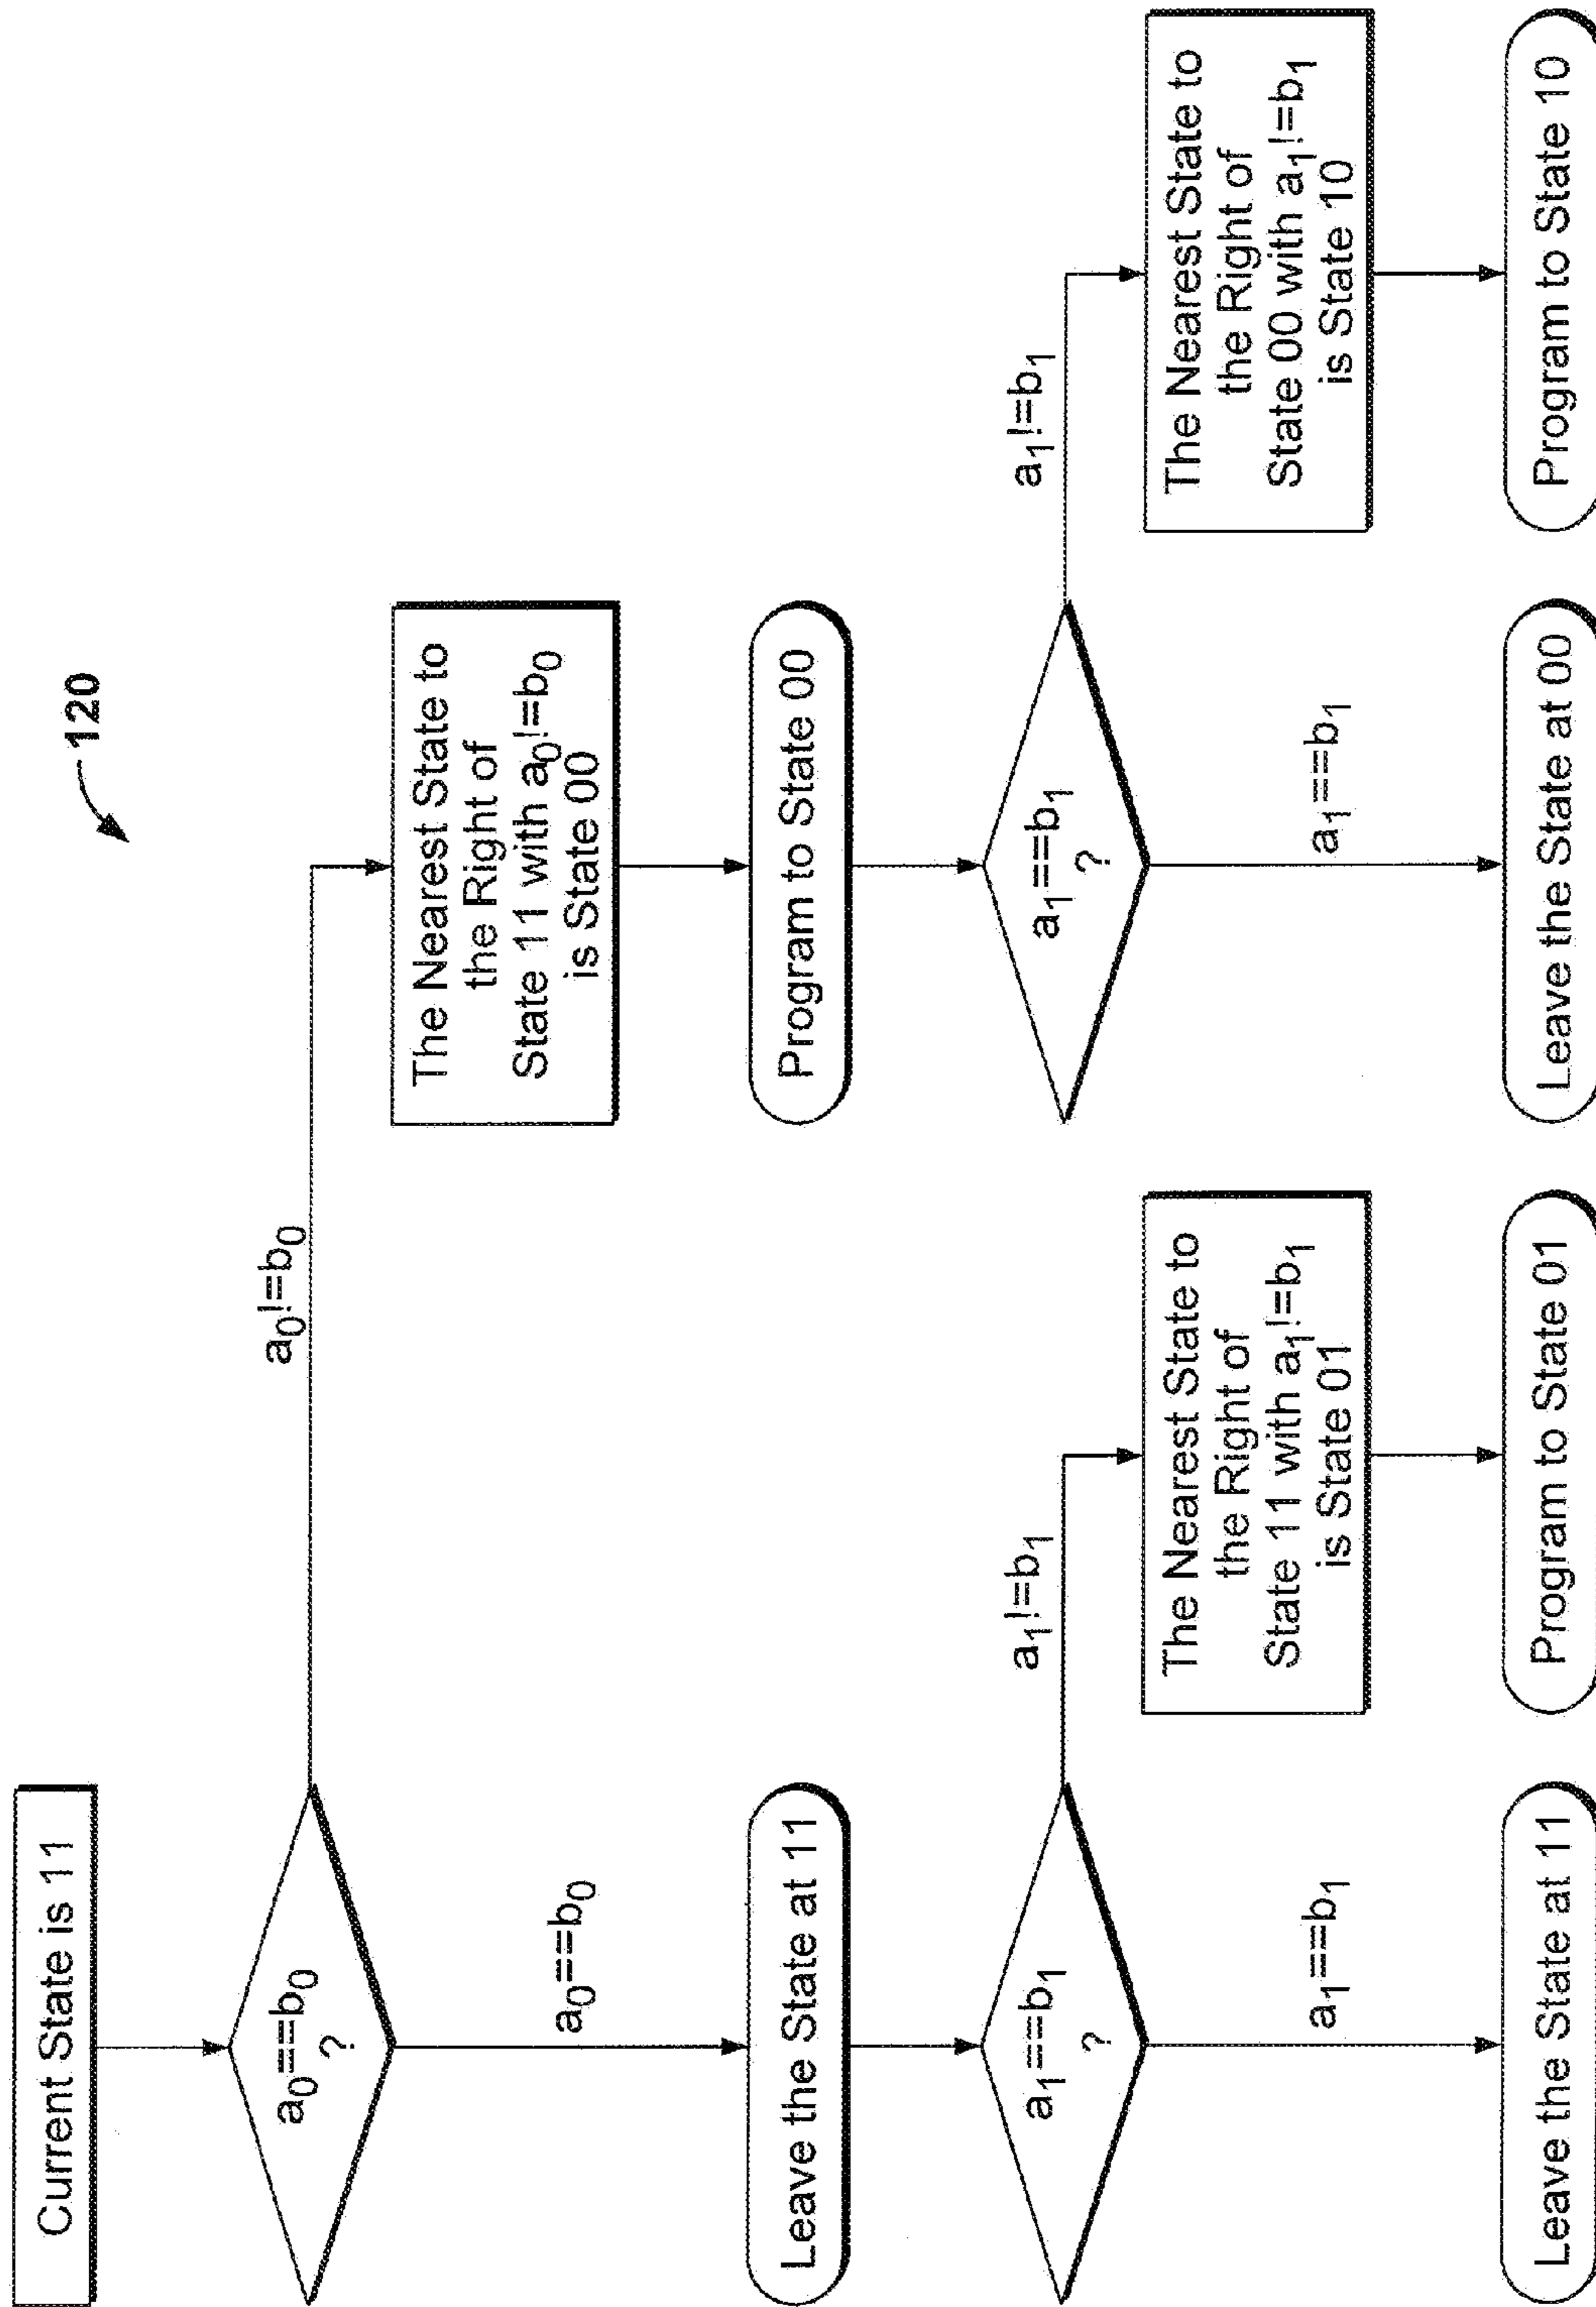 120
Current State is 11
a₀==b₀
?
a₀!=b₀
a₀==b₀
The Nearest State to
the Right of
State 11 with a₀!=b₀
is State 00
Leave the State at 11
Program to State 00
a₁==b₁
?
a₁!=b₁
a₁==b₁
?
a₁!=b₁
a₁==b₁
The Nearest State to
the Right of
State 11 with a₁!=b₁
is State 01
a₁==b₁
The Nearest State to
the Right of
State 00 with a₁!=b₁
is State 10
Leave the State at 11
Program to State 01
Leave the State at 00
Program to State 10